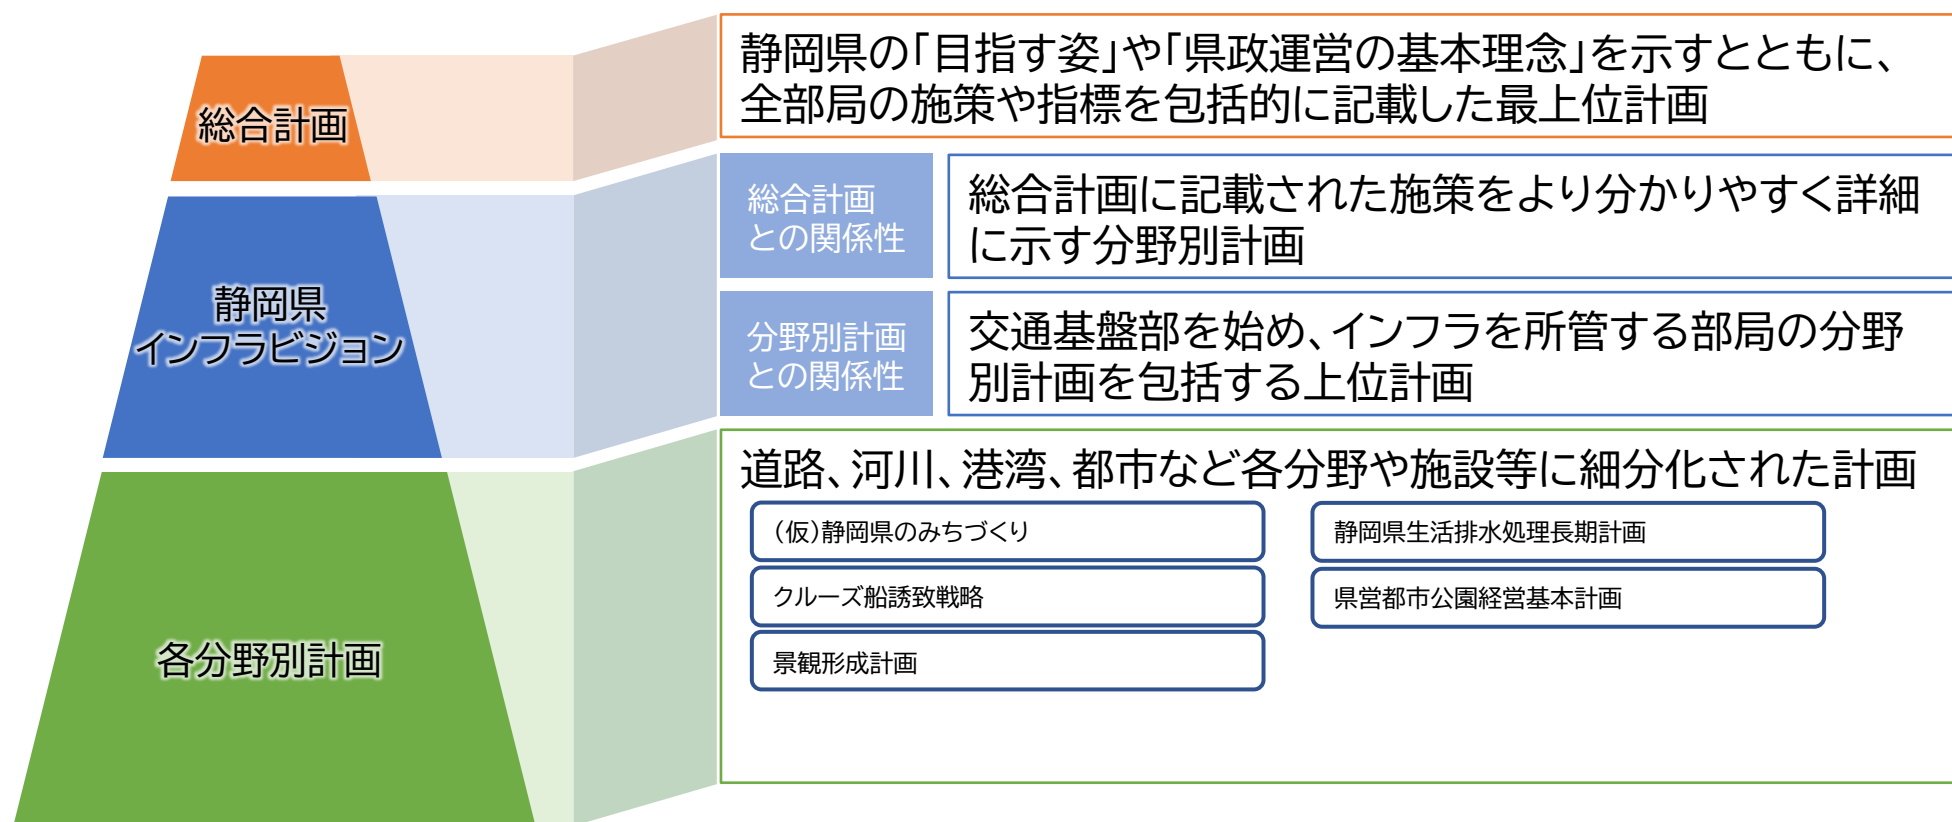 総合計画
静岡県の「目指す姿」や「県政運営の基本理念」を示すとともに、
全部局の施策や指標を包括的に記載した最上位計画
静岡県
インフラビジョン
総合計画
との関係性
総合計画に記載された施策をより分かりやすく詳細
に示す分野別計画
分野別計画
との関係性
交通基盤部を始め、インフラを所管する部局の分野
別計画を包括する上位計画
各分野別計画
道路、河川、港湾、都市など各分野や施設等に細分化された計画
（仮）静岡県のみちづくり
静岡県生活排水処理長期計画
クルーズ船誘致戦略
県営都市公園経営基本計画
景観形成計画